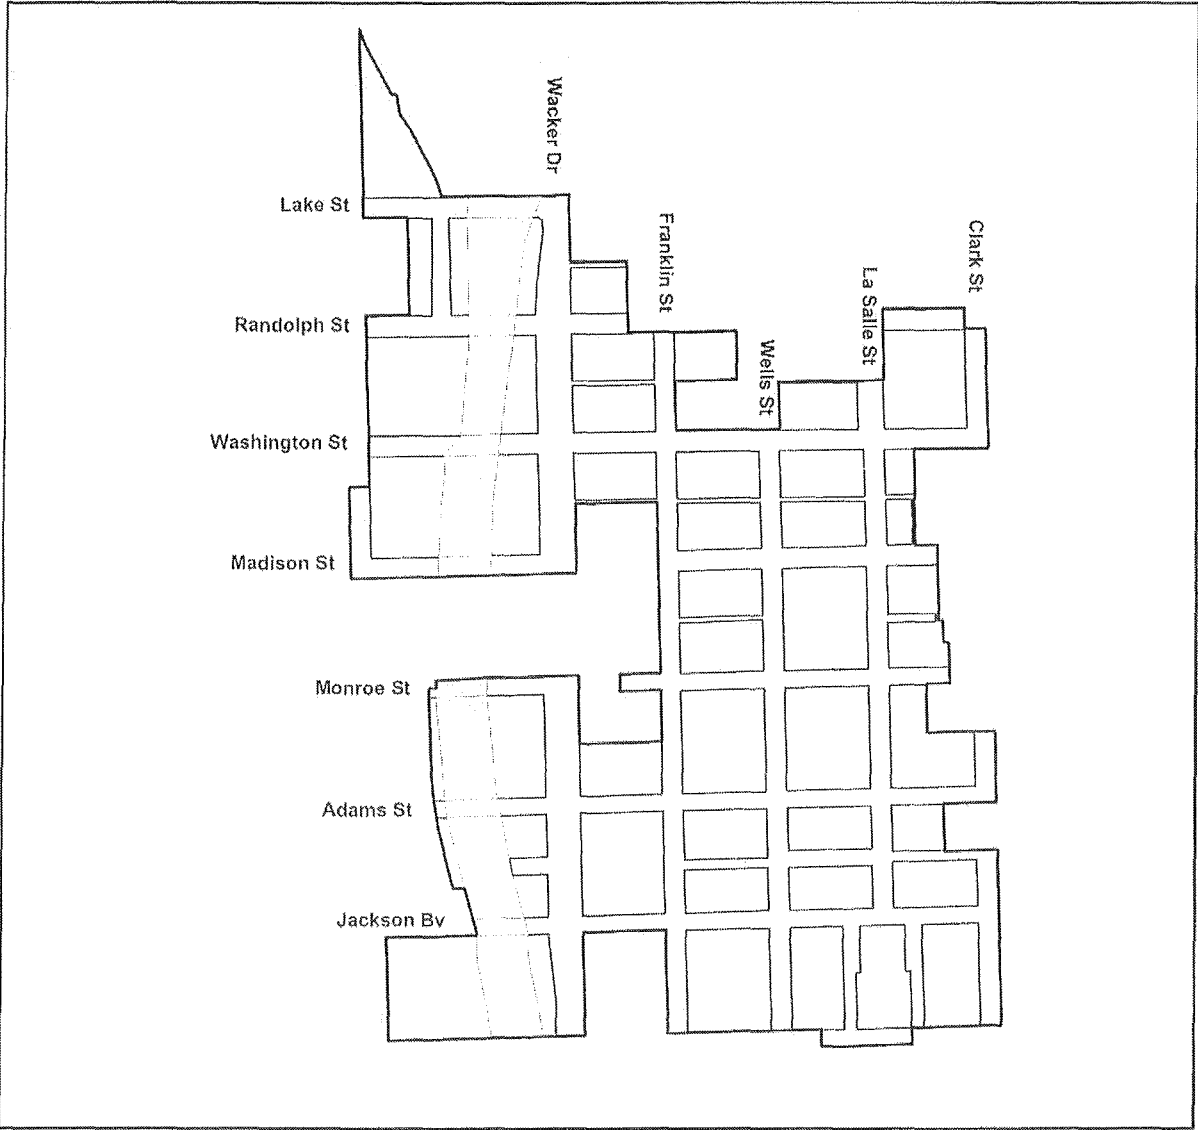 Wacker Dr
Lake St
Franklin St
Clark St
La Salle St
Randolph St
Wells St
Washington St
Madison St
Monroe St
Adams St
Jackson Bv